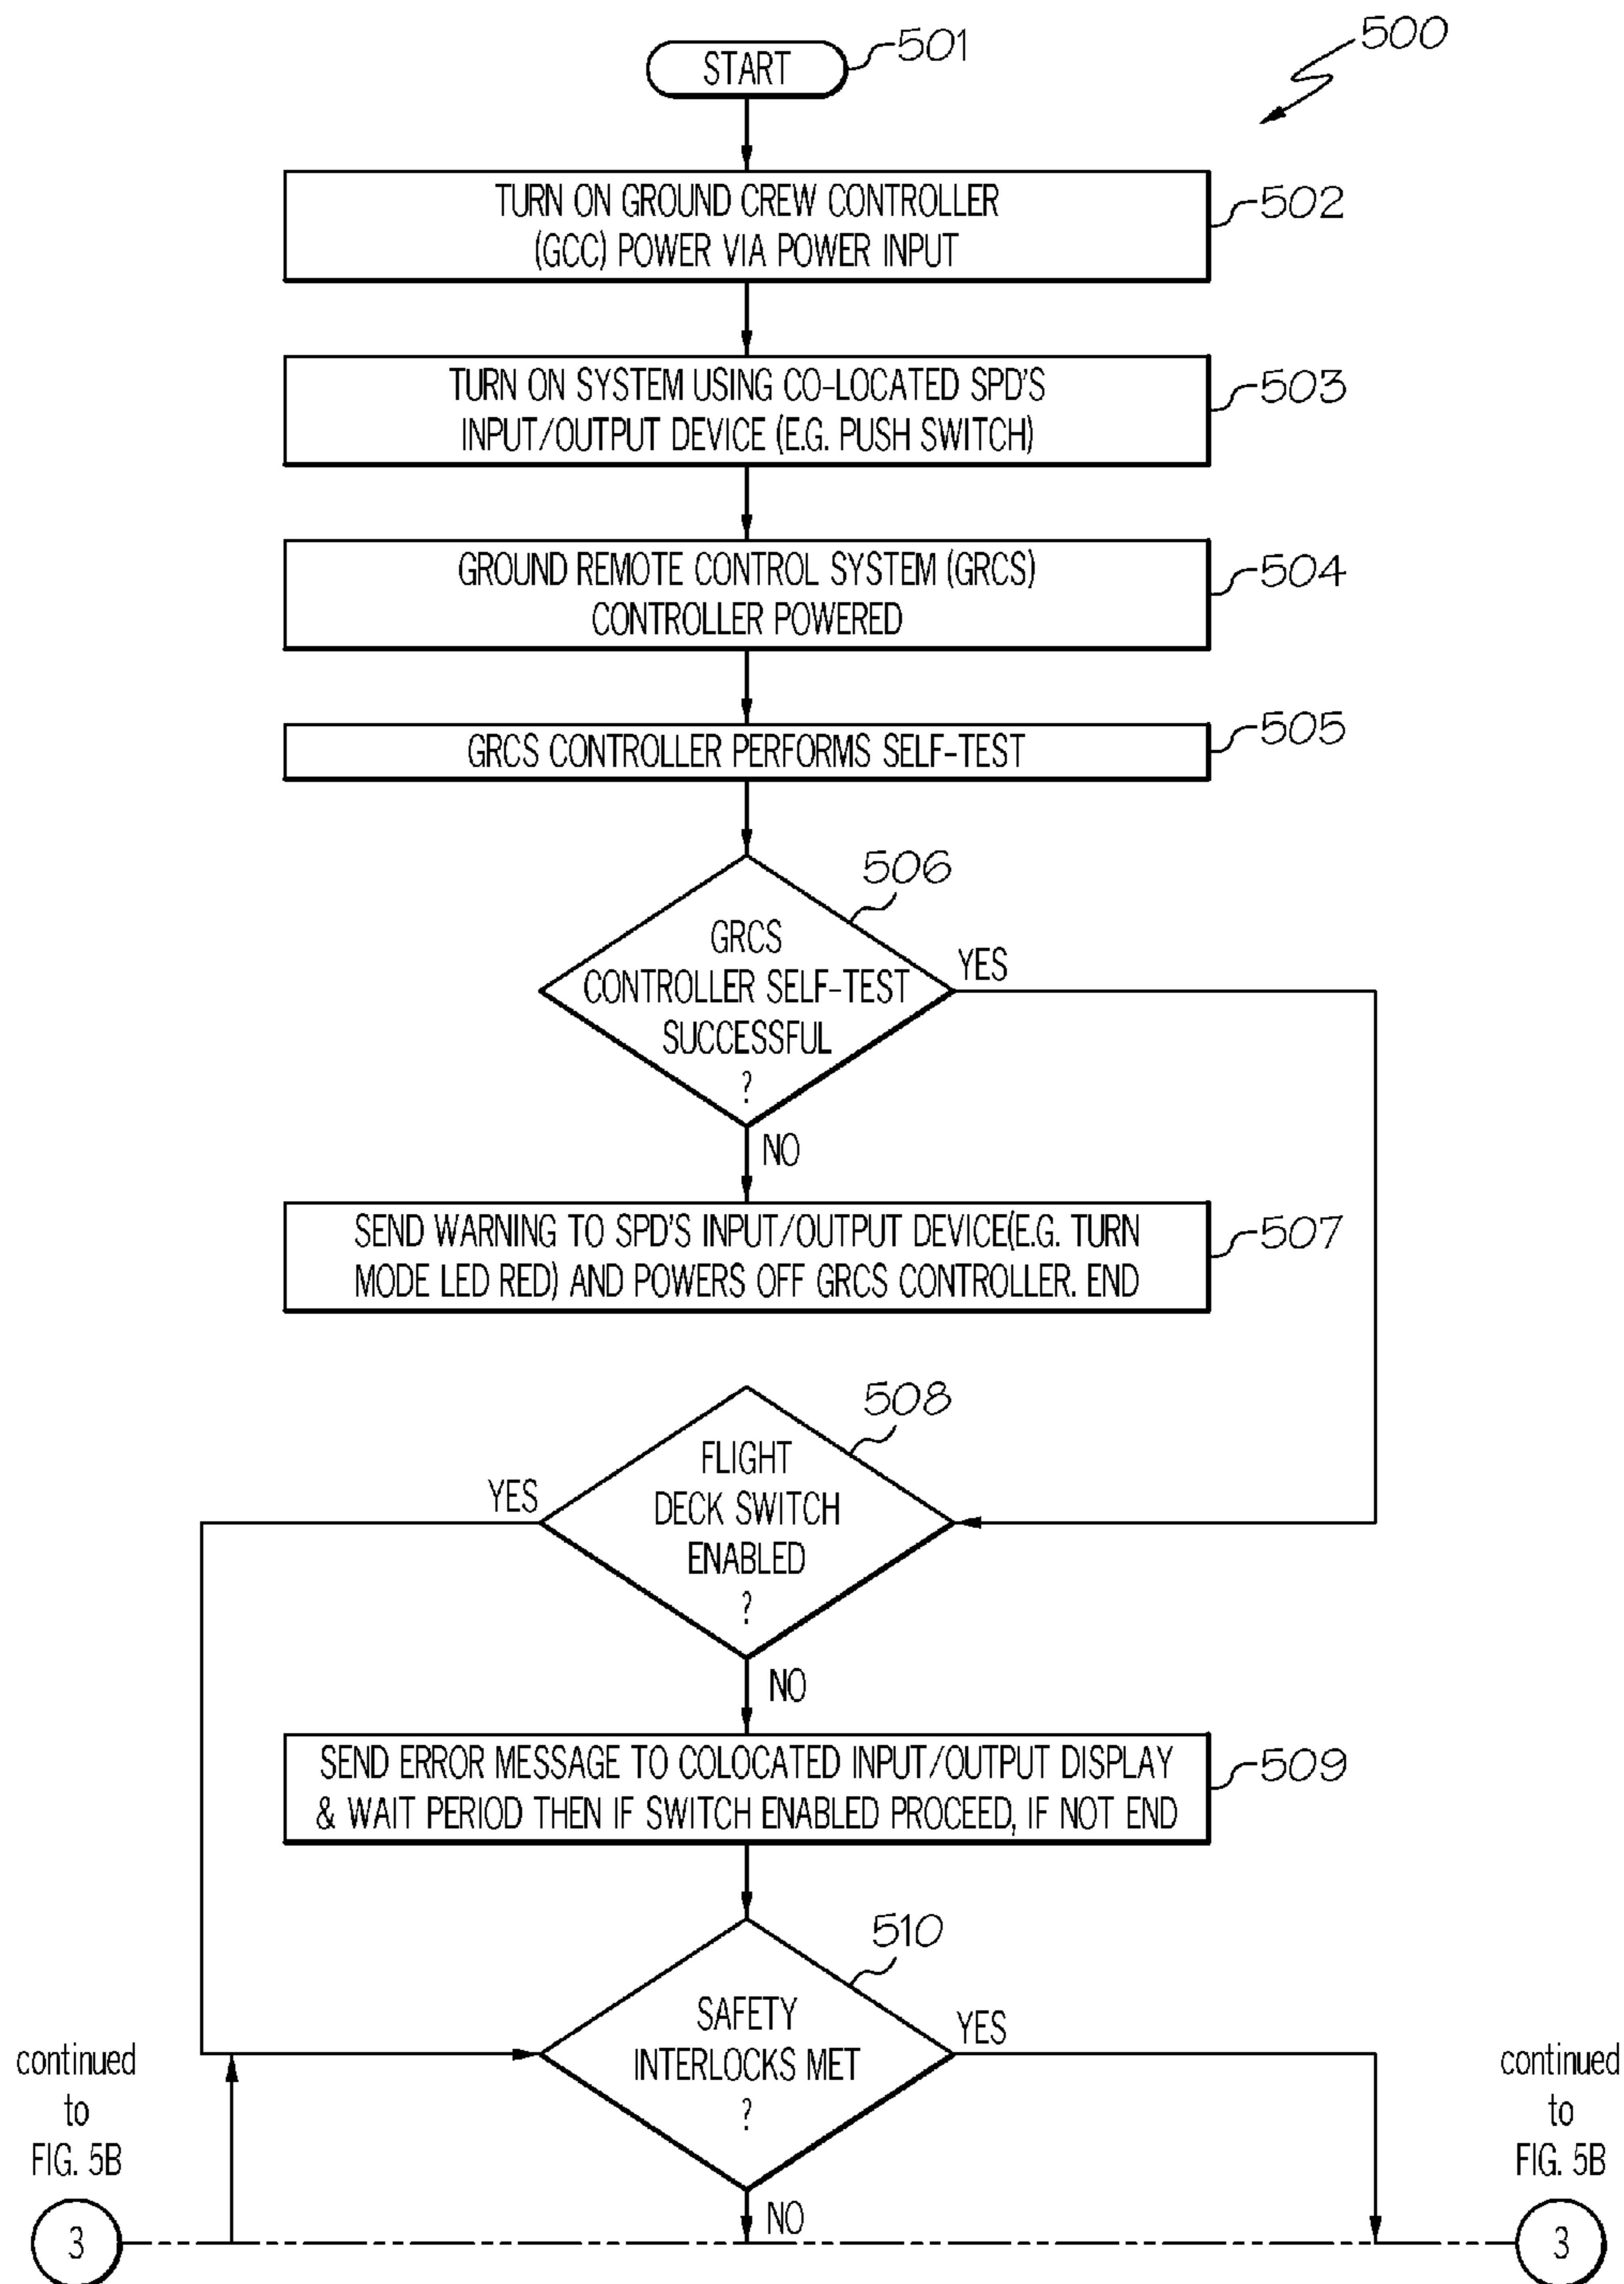 500
START
501
TURN ON GROUND CREW CONTROLLER
(GCC) POWER VIA POWER INPUT
502
TURN ON SYSTEM USING CO-LOCATED SPD'S
INPUT/OUTPUT DEVICE (E.G. PUSH SWITCH)
503
GROUND REMOTE CONTROL SYSTEM (GRCS)
CONTROLLER POWERED
504
GRCS CONTROLLER PERFORMS SELF-TEST
505
506
GRCS
CONTROLLER SELF-TEST
SUCCESSFUL
?
YES
NO
SEND WARNING TO SPD'S INPUT/OUTPUT DEVICE(E.G. TURN
MODE LED RED) AND POWERS OFF GRCS CONTROLLER. END
507
508
FLIGHT
DECK SWITCH
ENABLED
?
YES
NO
SEND ERROR MESSAGE TO COLOCATED INPUT/OUTPUT DISPLAY
& WAIT PERIOD THEN IF SWITCH ENABLED PROCEED, IF NOT END
509
510
SAFETY
INTERLOCKS MET
?
YES
NO
continued
to
FIG. 5B
3
continued
to
FIG. 5B
3